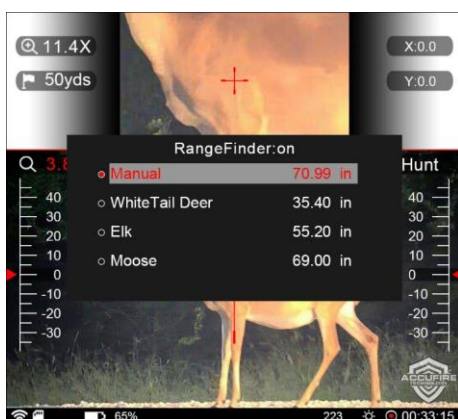 11.4X
X:0.0
50yds
Y:0.0
RangeFinder:on
3.8
Hunt
Manual 70.99 in
WhiteTail Deer 35.40 in
Elk 55.20 in
Moose 69.00 in
40 40
30 30
20 20
10 10
0 0
-10 -10
-20 -20
-30 -30
ACCUFIRE
65% 223 00:33:15